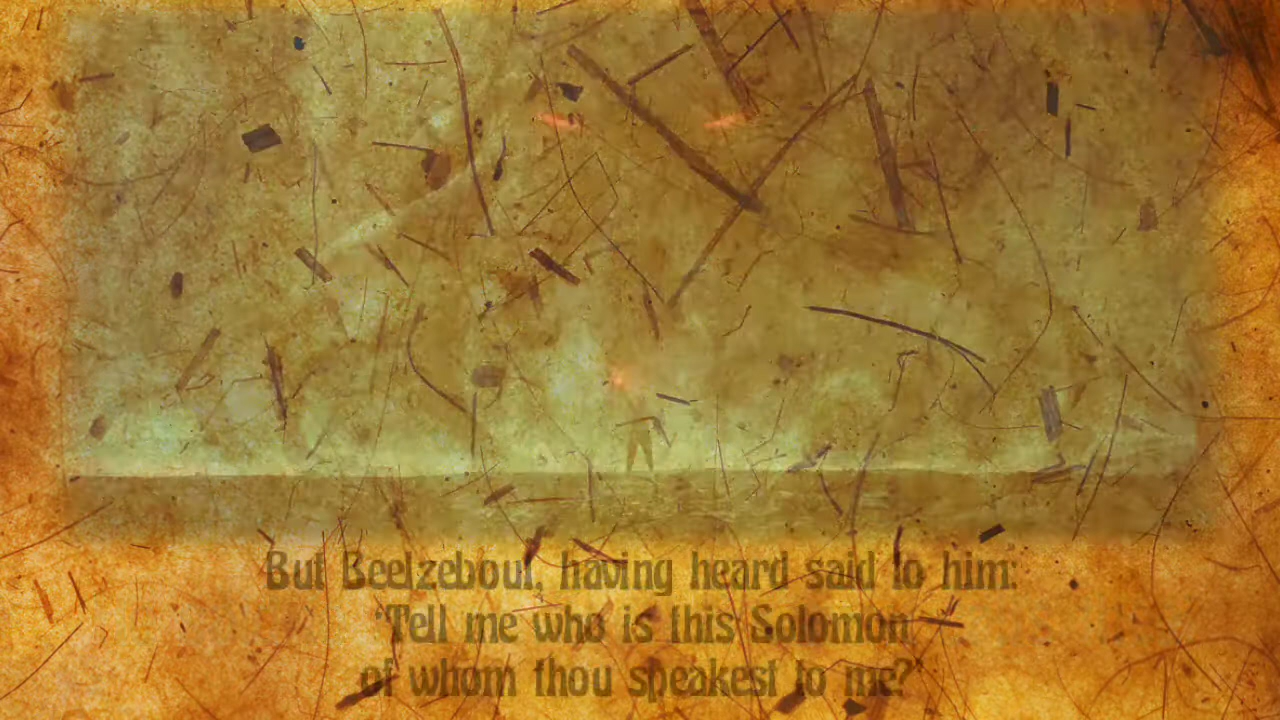 But Beelzeboul, having heard said to him:
'Tell me who is this Solomon
of whom thou speakest to me?'